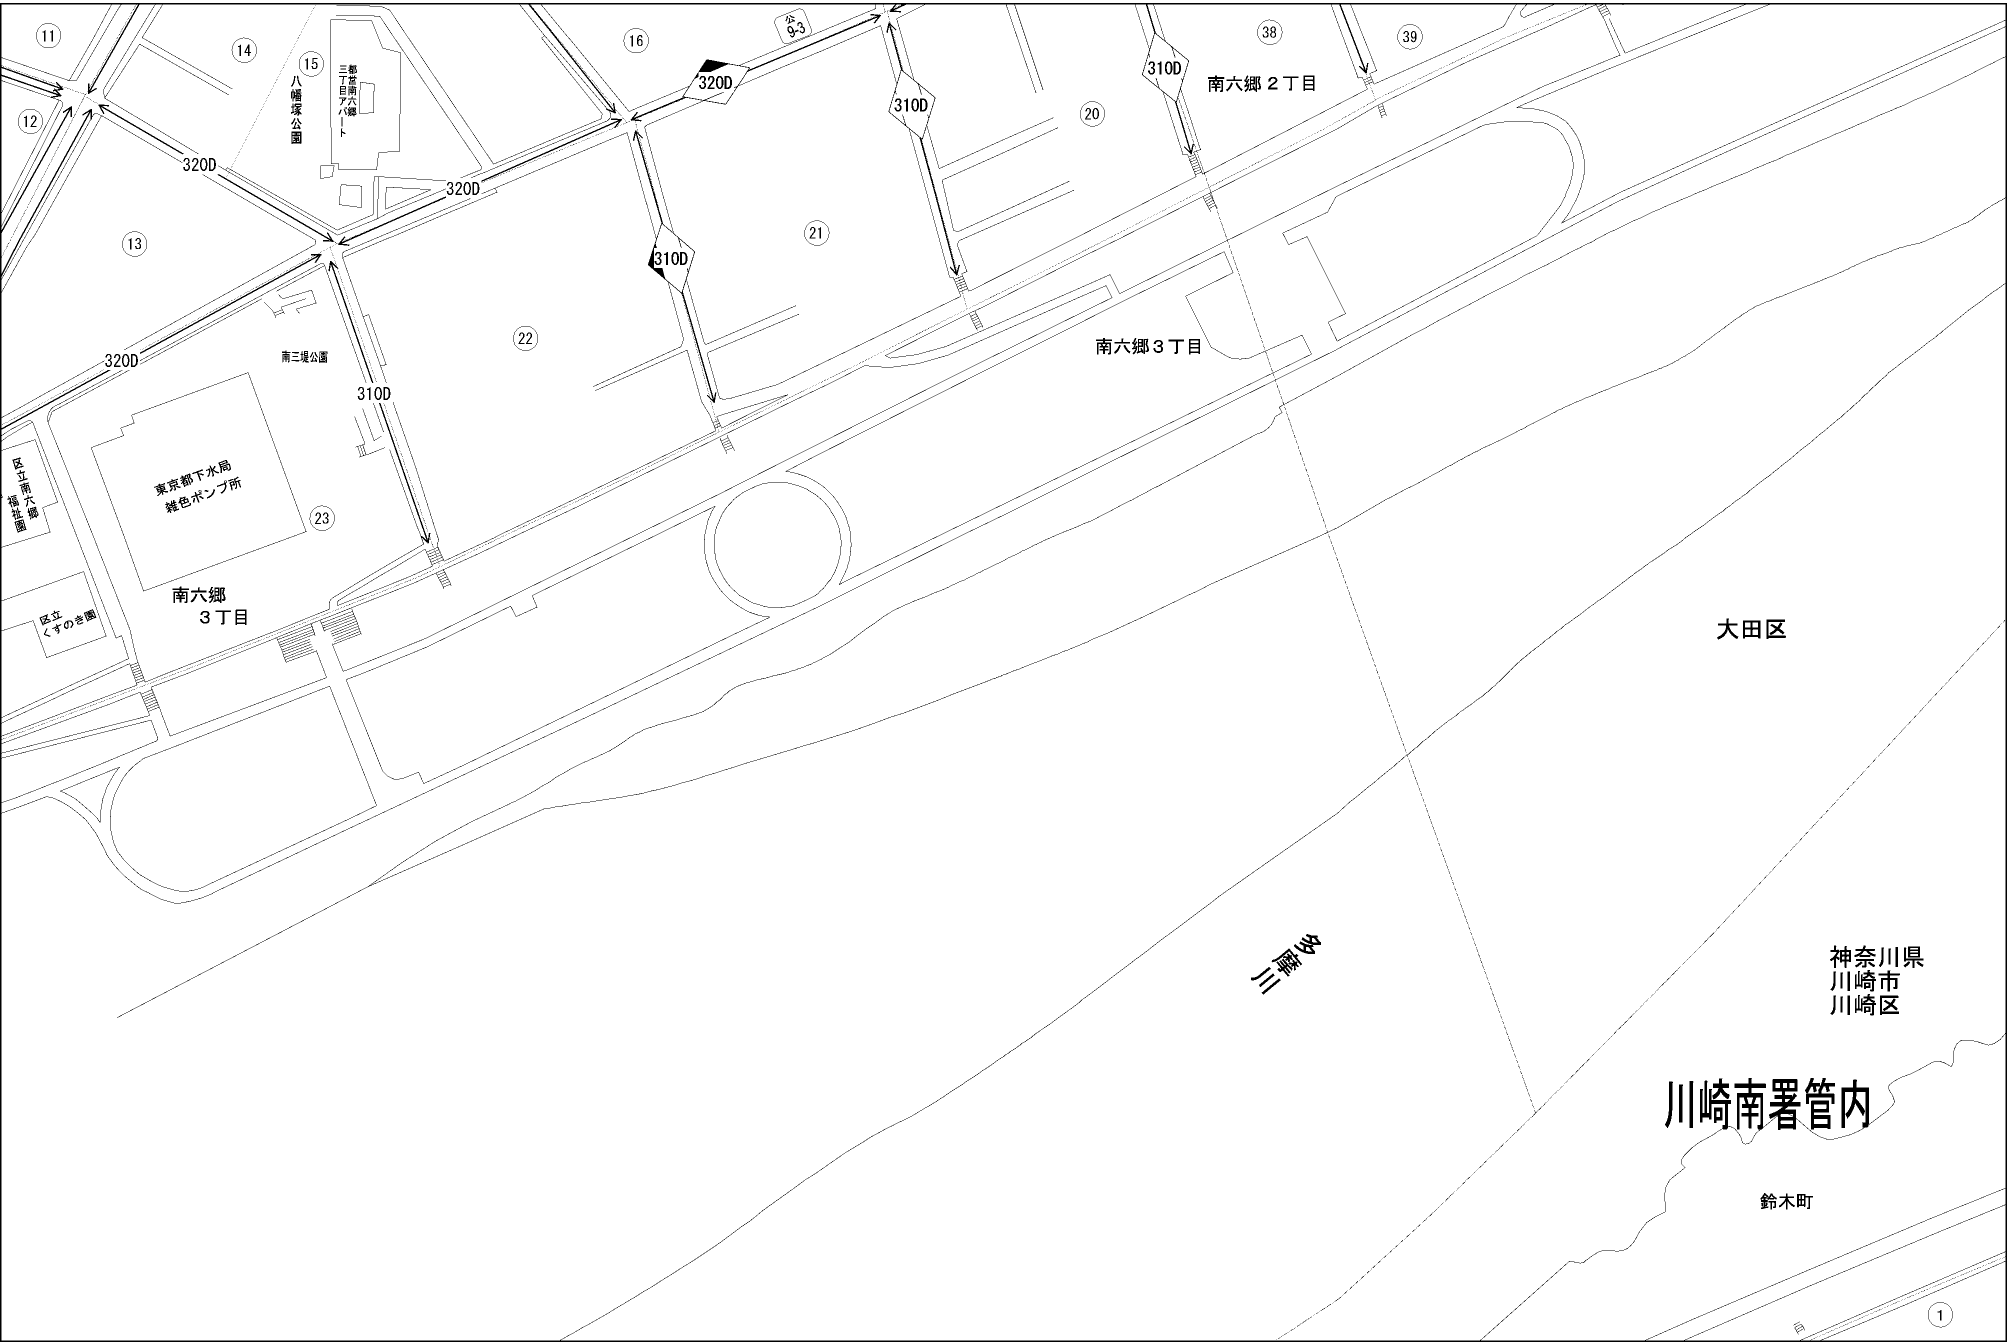 11
14
15
16
公
9-3
38
39
12
八幡塚公園
都営南六郷
三丁目アパート
320D
310D
310D
南六郷２丁目
20
320D
320D
13
21
310D
南三堤公園
22
南六郷３丁目
320D
310D
区立南六郷
福祉園
東京都下水局
雑色ポンプ所
23
南六郷
３丁目
区立
くすのき園
大田区
多摩川
神奈川県
川崎市
川崎区
川崎南署管内
鈴木町
1